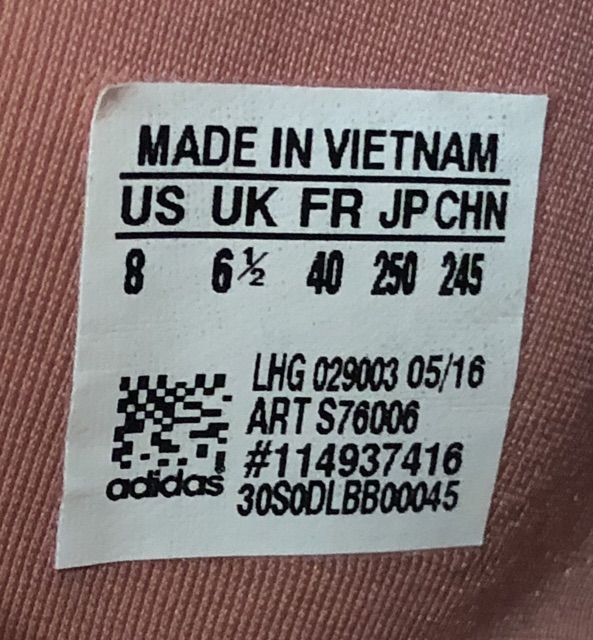 MADE IN VIETNAM
US UK FR JP CHN
8 6½ 40 250 245
LHG 029003 05/16
ART S76006
#114937416
adidas
30S0DLBB00045